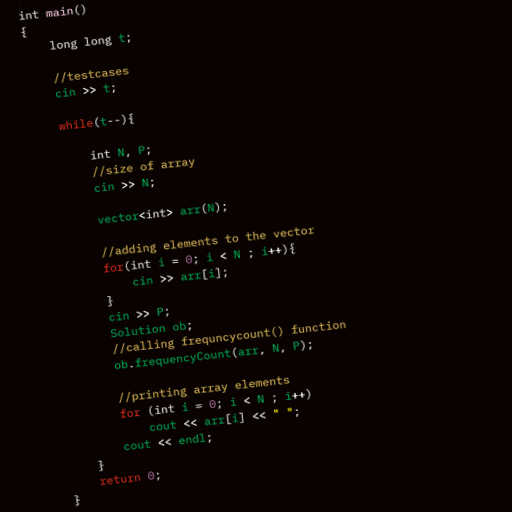 int main()
{
long long t;
//testcases
cin >> t;
while(t--){
int N, P;
//size of array
cin >> N;
vector<int> arr(N);
//adding elements to the vector
for(int i = 0; i < N ; i++){
cin >> arr[i];
}
cin >> P;
Solution ob;
//calling frequncycount() function
ob.frequencyCount(arr, N, P);
//printing array elements
for (int i = 0; i < N ; i++)
cout << arr[i] << " ";
cout << endl;
}
return 0;
}